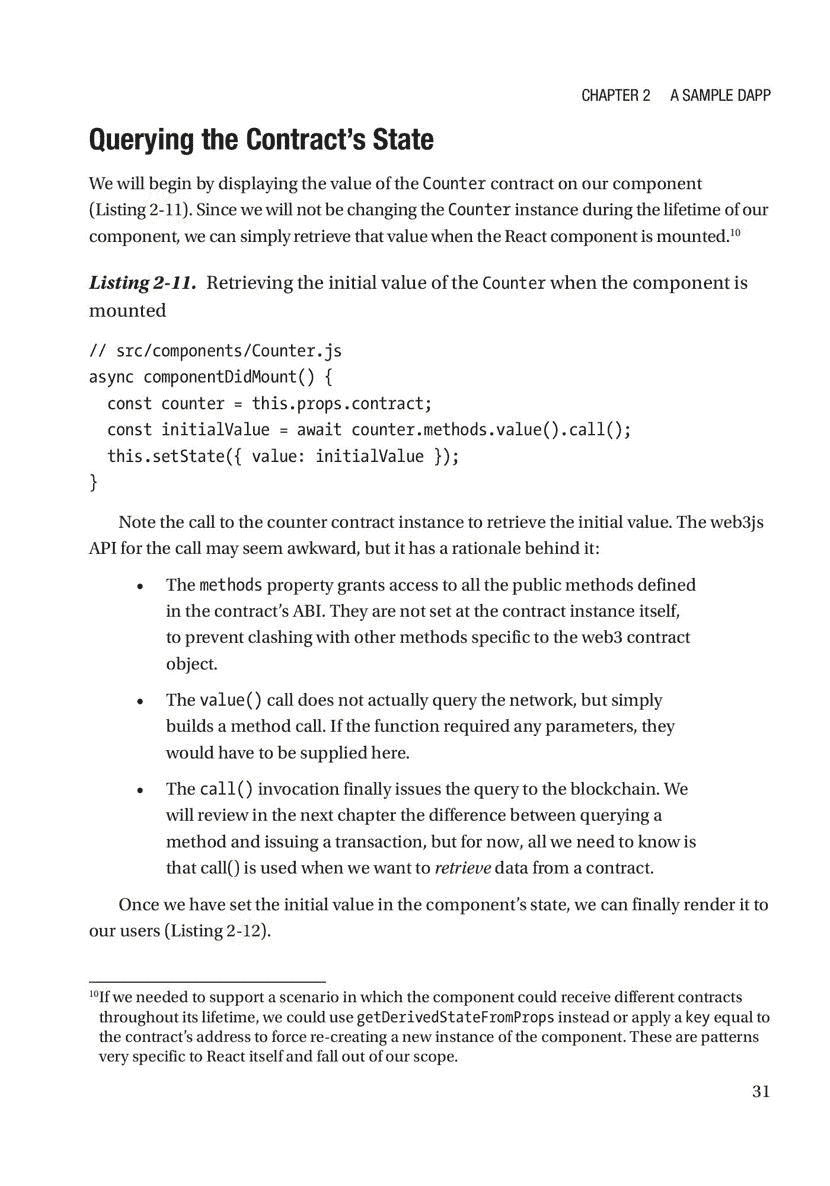 CHAPTER 2 A SAMPLE DAPP
Querying the Contract’s State
We will begin by displaying the value of the Counter contract on our component
(Listing 2-11). Since we will not be changing the Counter instance during the lifetime of our
component, we can simply retrieve that value when the React component is mounted.¹⁰
Listing 2-11. Retrieving the initial value of the Counter when the component is
mounted
// src/components/Counter.js
async componentDidMount() {
  const counter = this.props.contract;
  const initialValue = await counter.methods.value().call();
  this.setState({ value: initialValue });
}
Note the call to the counter contract instance to retrieve the initial value. The web3js
API for the call may seem awkward, but it has a rationale behind it:
• The methods property grants access to all the public methods defined
in the contract’s ABI. They are not set at the contract instance itself,
to prevent clashing with other methods specific to the web3 contract
object.
• The value() call does not actually query the network, but simply
builds a method call. If the function required any parameters, they
would have to be supplied here.
• The call() invocation finally issues the query to the blockchain. We
will review in the next chapter the difference between querying a
method and issuing a transaction, but for now, all we need to know is
that call() is used when we want to retrieve data from a contract.
Once we have set the initial value in the component’s state, we can finally render it to
our users (Listing 2-12).
¹⁰If we needed to support a scenario in which the component could receive different contracts
throughout its lifetime, we could use getDerivedStateFromProps instead or apply a key equal to
the contract’s address to force re-creating a new instance of the component. These are patterns
very specific to React itself and fall out of our scope.
31